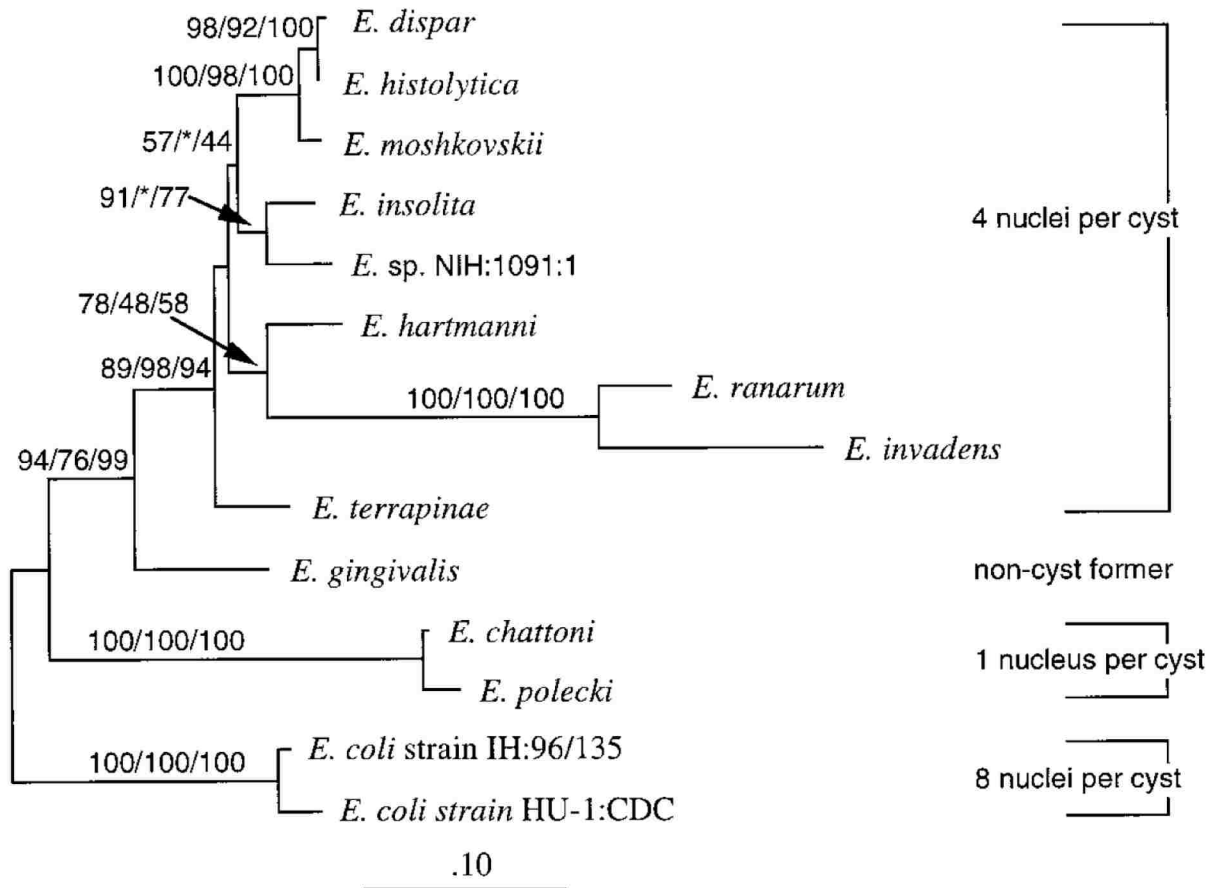 98/92/100
E. dispar
100/98/100
E. histolytica
57/*/44
E. moshkovskii
91/*/77
E. insolita
4 nuclei per cyst
E. sp. NIH:1091:1
78/48/58
E. hartmanni
89/98/94
100/100/100
E. ranarum
94/76/99
E. invadens
E. terrapinae
E. gingivalis
non-cyst former
100/100/100
E. chattoni
1 nucleus per cyst
E. polecki
100/100/100
E. coli strain IH:96/135
8 nuclei per cyst
E. coli strain HU-1:CDC
.10